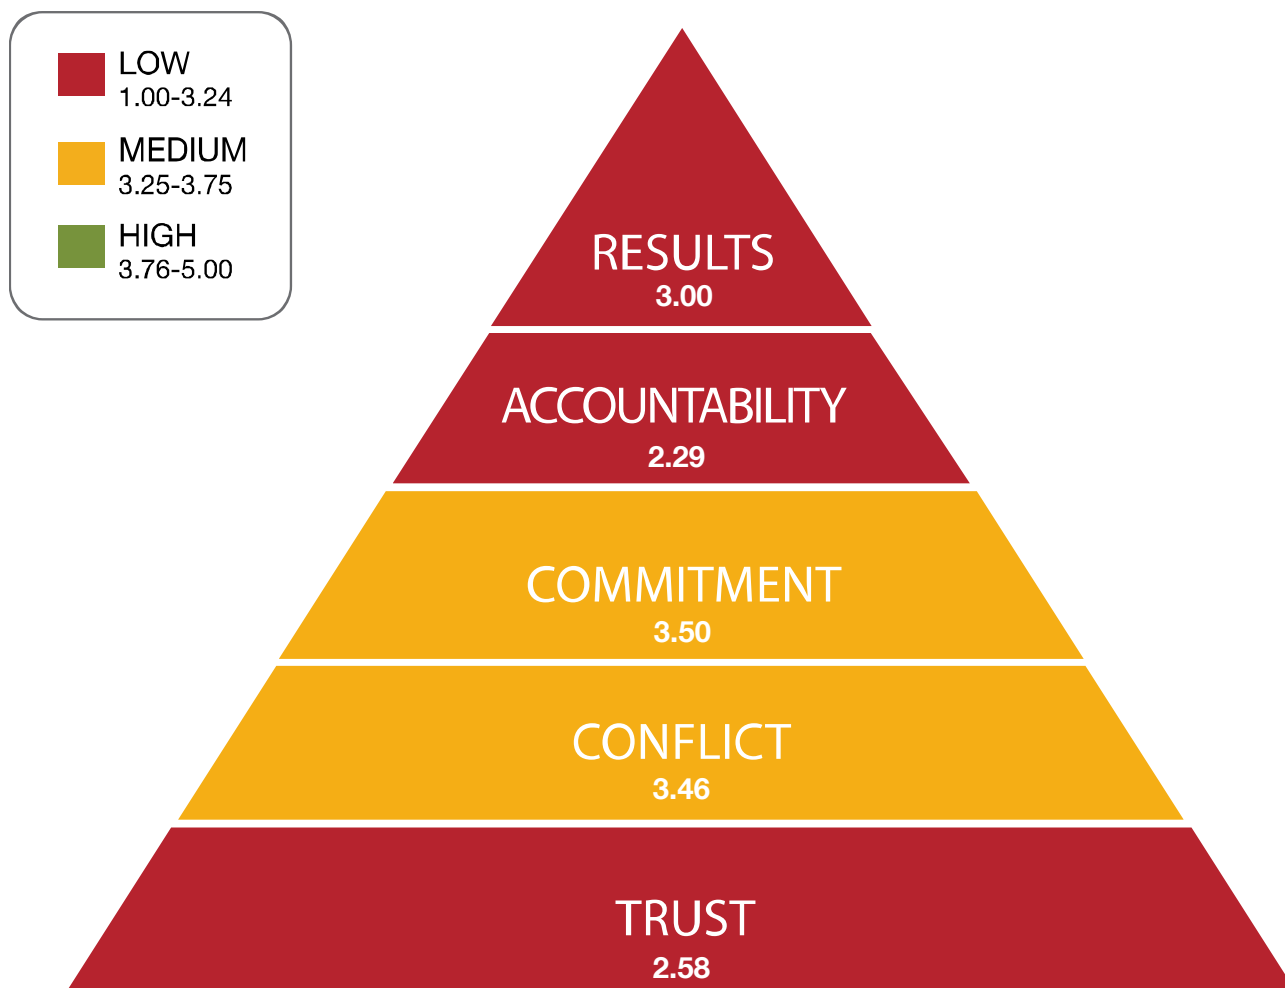 LOW
1.00-3.24
MEDIUM
3.25-3.75
HIGH
3.76-5.00
RESULTS
3.00
ACCOUNTABILITY
2.29
COMMITMENT
3.50
CONFLICT
3.46
TRUST
2.58